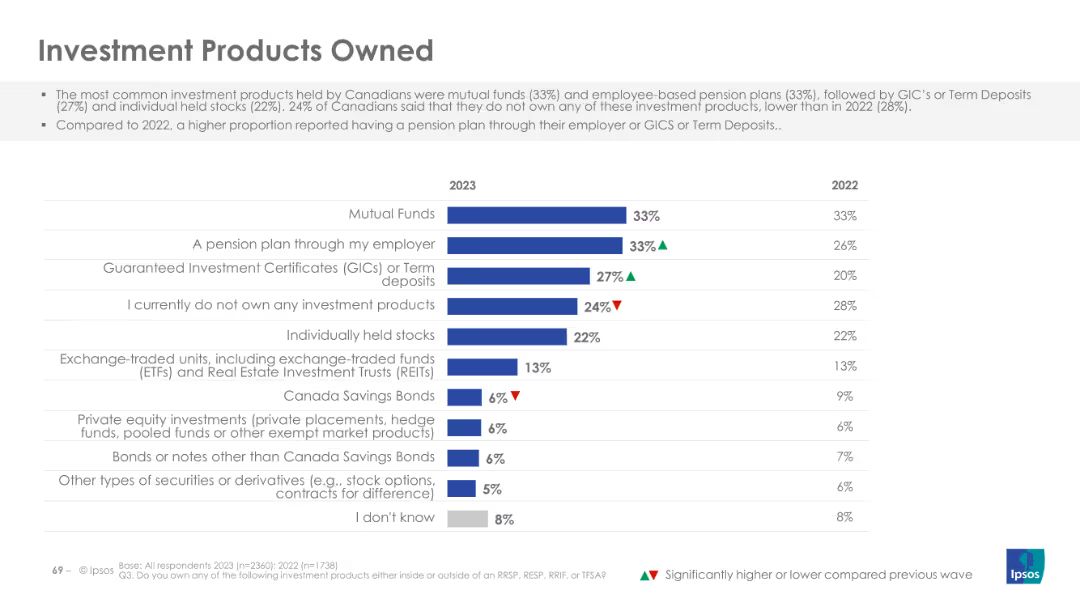 Investment Products Owned
▪ The most common investment products held by Canadians were mutual funds (33%) and employee-based pension plans (33%), followed by GIC's or Term Deposits
(27%) and individual held stocks (22%). 24% of Canadians said that they do not own any of these investment products, lower than in 2022 (28%).
▪ Compared to 2022, a higher proportion reported having a pension plan through their employer or GICS or Term Deposits..
2023 2022
Mutual Funds 33% 33%
A pension plan through my employer 33% ▲ 26%
Guaranteed Investment Certificates (GICs) or Term
deposits 27% ▲ 20%
I currently do not own any investment products 24% ▼ 28%
Individually held stocks 22% 22%
Exchange-traded units, including exchange-traded funds
(ETFs) and Real Estate Investment Trusts (REITs) 13% 13%
Canada Savings Bonds 6% ▼ 9%
Private equity investments (private placements, hedge
funds, pooled funds or other exempt market products) 6% 6%
Bonds or notes other than Canada Savings Bonds 6% 7%
Other types of securities or derivatives (e.g., stock options,
contracts for difference) 5% 6%
I don't know 8% 8%
69 – © Ipsos
Base: All respondents 2023 (n=2360); 2022 (n=1738)
Q3. Do you own any of the following investment products either inside or outside of an RRSP, RESP, RRIF, or TFSA?
▲▼ Significantly higher or lower compared previous wave
Ipsos